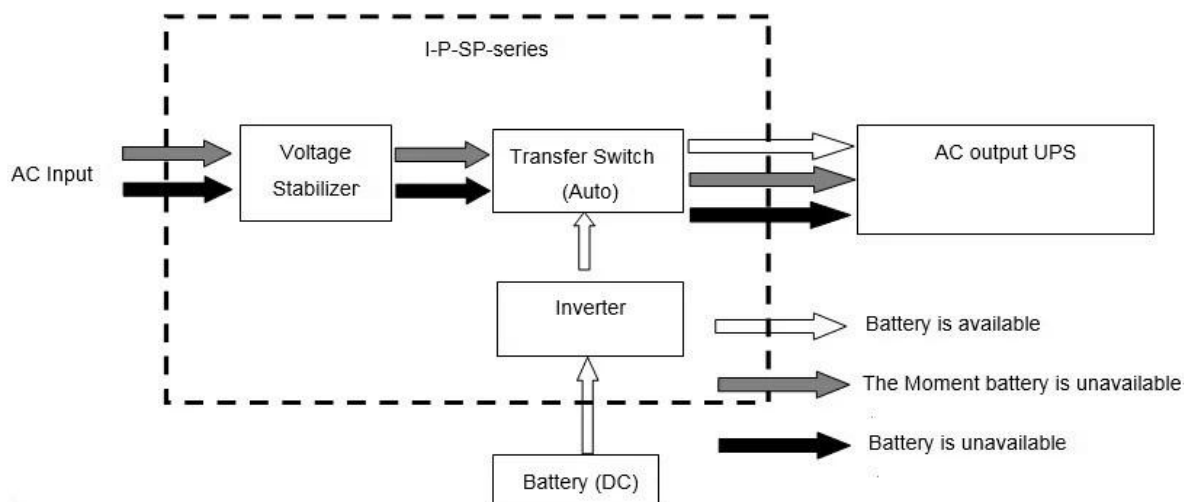 I-P-SP-series
AC Input
Voltage
Stabilizer
Transfer Switch
(Auto)
AC output UPS
Inverter
Battery (DC)
Battery is available
The Moment battery is unavailable
Battery is unavailable